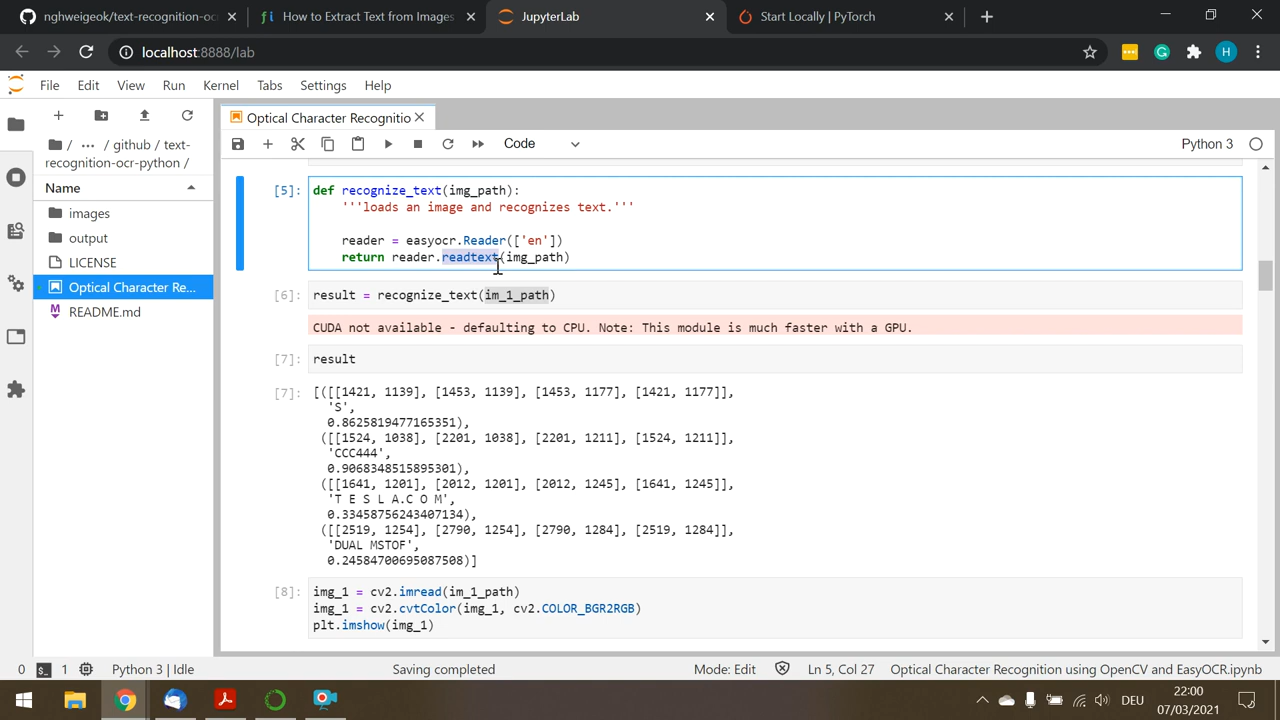 nghweigeok/text-recognition-ocr
How to Extract Text from Images
JupyterLab
Start Locally | PyTorch
localhost:8888/lab
H
File Edit View Run Kernel Tabs Settings Help
Optical Character Recognitio
/ ... / github / text-
recognition-ocr-python /
Code
Python 3
Name
images
output
LICENSE
Optical Character Re...
README.md
[5]: def recognize_text(img_path):
'''loads an image and recognizes text.'''
reader = easyocr.Reader(['en'])
return reader.readtext(img_path)
[6]: result = recognize_text(im_1_path)
CUDA not available - defaulting to CPU. Note: This module is much faster with a GPU.
[7]: result
[7]: [([[1421, 1139], [1453, 1139], [1453, 1177], [1421, 1177]],
'S',
0.8625819477165351),
([[1524, 1038], [2201, 1038], [2201, 1211], [1524, 1211]],
'CCC444',
0.9068348515895301),
([[1641, 1201], [2012, 1201], [2012, 1245], [1641, 1245]],
'T E S L A.C O M',
0.33458756243407134),
([[2519, 1254], [2790, 1254], [2790, 1284], [2519, 1284]],
'DUAL MSTOF',
0.24584700695087508)]
[8]: img_1 = cv2.imread(im_1_path)
img_1 = cv2.cvtColor(img_1, cv2.COLOR_BGR2RGB)
plt.imshow(img_1)
0 1 Python 3 | Idle Saving completed Mode: Edit Ln 5, Col 27 Optical Character Recognition using OpenCV and EasyOCR.ipynb
DEU
22:00
07/03/2021